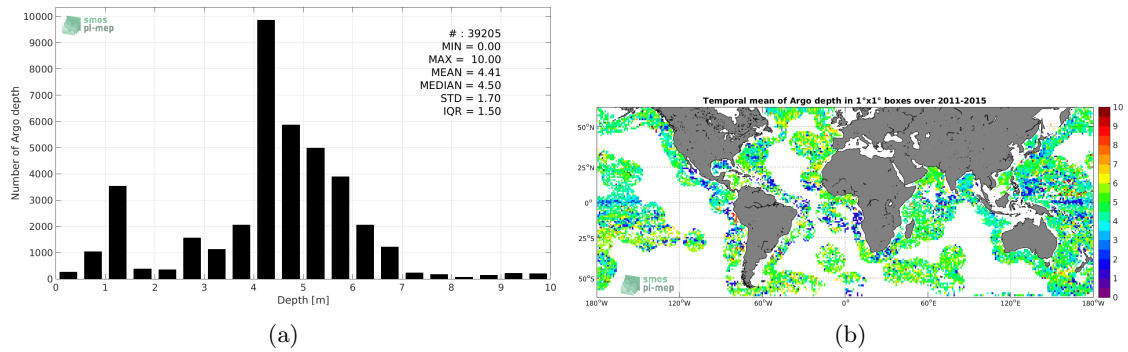 smos
pi-mep
# : 39205
MIN = 0.00
MAX = 10.00
MEAN = 4.41
MEDIAN = 4.50
STD = 1.70
IQR = 1.50
Number of Argo depth
10000
9000
8000
7000
6000
5000
4000
3000
2000
1000
0
0 1 2 3 4 5 6 7 8 9 10
Depth [m]
(a)
Temporal mean of Argo depth in 1°x1° boxes over 2011-2015
50°N
25°N
0°
25°S
50°S
180°W 120°W 60°W 0° 60°E 120°E 180°E
smos
pi-mep
10
9
8
7
6
5
4
3
2
1
0
(b)